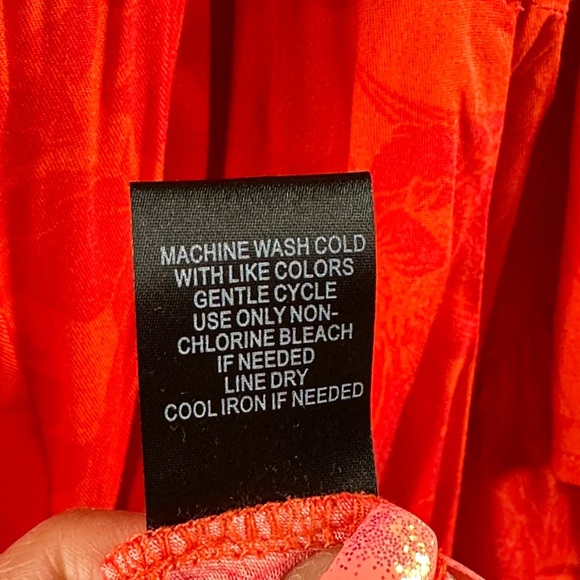 MACHINE WASH COLD
WITH LIKE COLORS
GENTLE CYCLE
USE ONLY NON-
CHLORINE BLEACH
IF NEEDED
LINE DRY
COOL IRON IF NEEDED